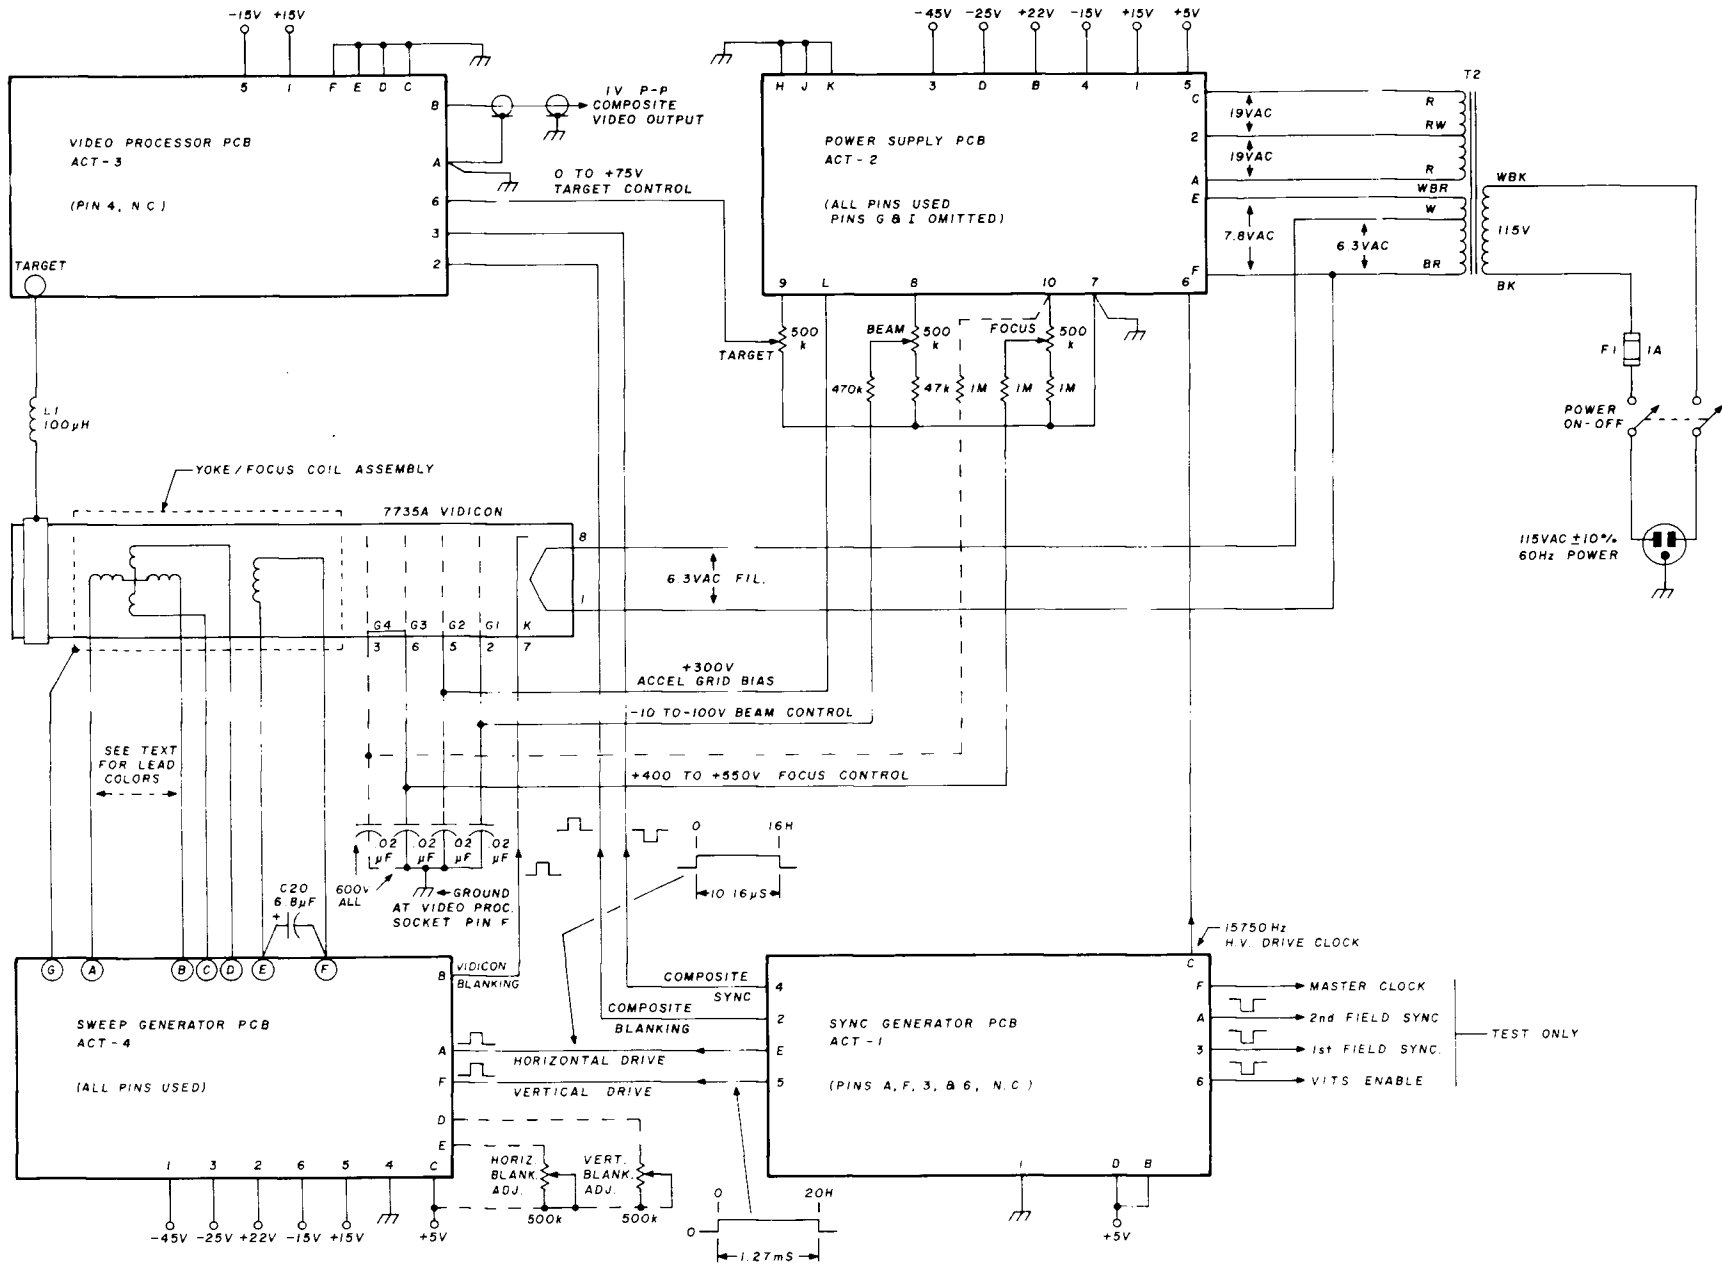 -15V +15V
5 1 F E D C
VIDEO PROCESSOR PCB
ACT-3
(PIN 4, N C)
TARGET
B
A
6
3
2
1V P-P
COMPOSITE
VIDEO OUTPUT
0 TO +75V
TARGET CONTROL
-45V -25V +22V -15V +15V +5V
H J K 3 D B 4 1 5
POWER SUPPLY PCB
ACT-2
(ALL PINS USED
PINS G & I OMITTED)
C
2
A
E
F
9 L 8 10 7 6
19VAC
19VAC
7.8VAC
6.3VAC
T2
R
RW
R
WBR
W
BR
WBK
115V
BK
F1 1A
POWER
ON-OFF
115VAC ±10%
60Hz POWER
TARGET
500
k
BEAM
500
k
FOCUS
500
k
470k 47k 1M 1M 1M
L1
100µH
YOKE/FOCUS COIL ASSEMBLY
7735A VIDICON
8
1
6.3VAC FIL.
G4 G3 G2 G1 K
3 6 5 2 7
+300V
ACCEL GRID BIAS
-10 TO-100V BEAM CONTROL
+400 TO +550V FOCUS CONTROL
SEE TEXT
FOR LEAD
COLORS
.02
µF
.02
µF
.02
µF
.02
µF
600V
ALL
GROUND
AT VIDEO PROC.
SOCKET PIN F
C20
6.8µF
+
0 16H
10.16µS
15750 Hz
H.V. DRIVE CLOCK
G A B C D E F
SWEEP GENERATOR PCB
ACT-4
(ALL PINS USED)
B
A
F
D
E
VIDICON
BLANKING
COMPOSITE
SYNC
COMPOSITE
BLANKING
HORIZONTAL DRIVE
VERTICAL DRIVE
4
2
E
5
SYNC GENERATOR PCB
ACT-1
(PINS A, F, 3, & 6, N.C)
C
F
A
3
6
MASTER CLOCK
2nd FIELD SYNC
1st FIELD SYNC.
VITS ENABLE
TEST ONLY
1 3 2 6 5 4 C
-45V -25V +22V -15V +15V +5V
HORIZ.
BLANK.
ADJ.
500k
VERT.
BLANK.
ADJ.
500k
0 20H
0
1.27mS
1 D B
+5V